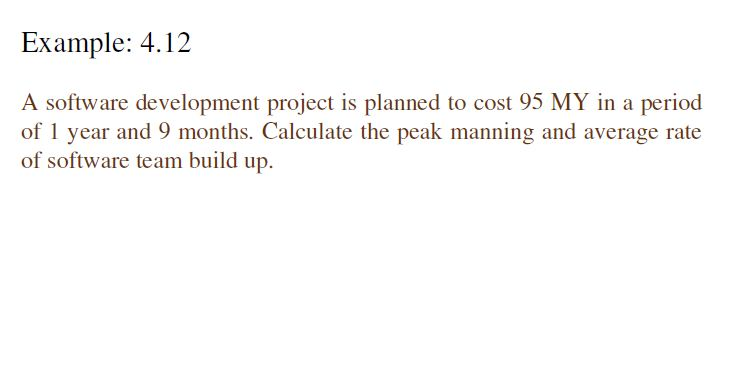 Example: 4.12
A software development project is planned to cost 95 MY in a period
of 1 year and 9 months. Calculate the peak manning and average rate
of software team build up.